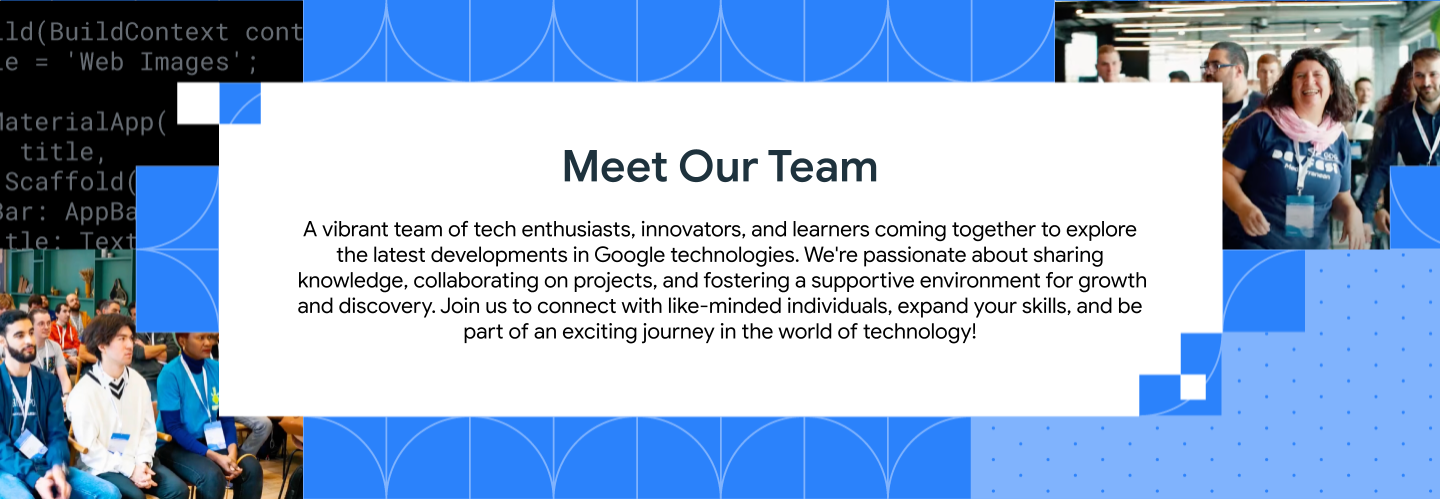 ld(BuildContext cont
le = 'Web Images';
MaterialApp(
title,
Scaffold(
Bar: AppBa
tle: Text
Meet Our Team
A vibrant team of tech enthusiasts, innovators, and learners coming together to explore
the latest developments in Google technologies. We're passionate about sharing
knowledge, collaborating on projects, and fostering a supportive environment for growth
and discovery. Join us to connect with like-minded individuals, expand your skills, and be
part of an exciting journey in the world of technology!
DEVFEST
Mediterranean